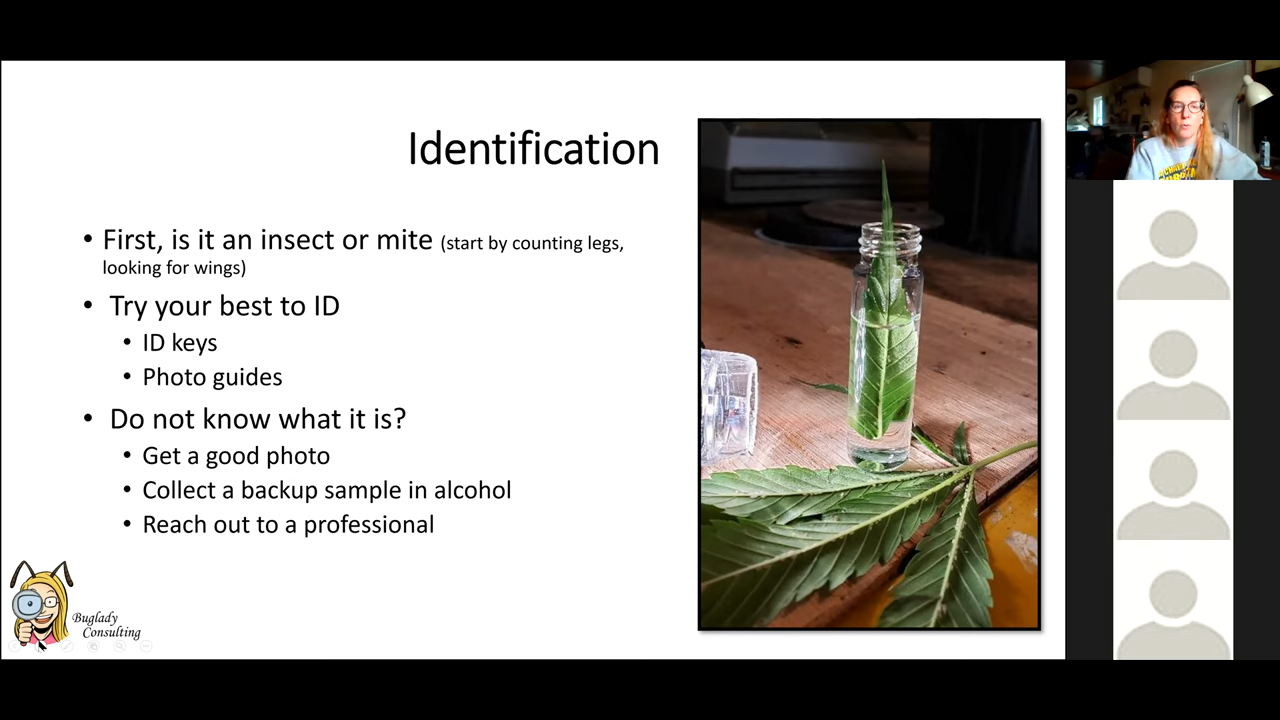 Identification
• First, is it an insect or mite (start by counting legs,
looking for wings)
• Try your best to ID
• ID keys
• Photo guides
• Do not know what it is?
• Get a good photo
• Collect a backup sample in alcohol
• Reach out to a professional
Buglady
Consulting